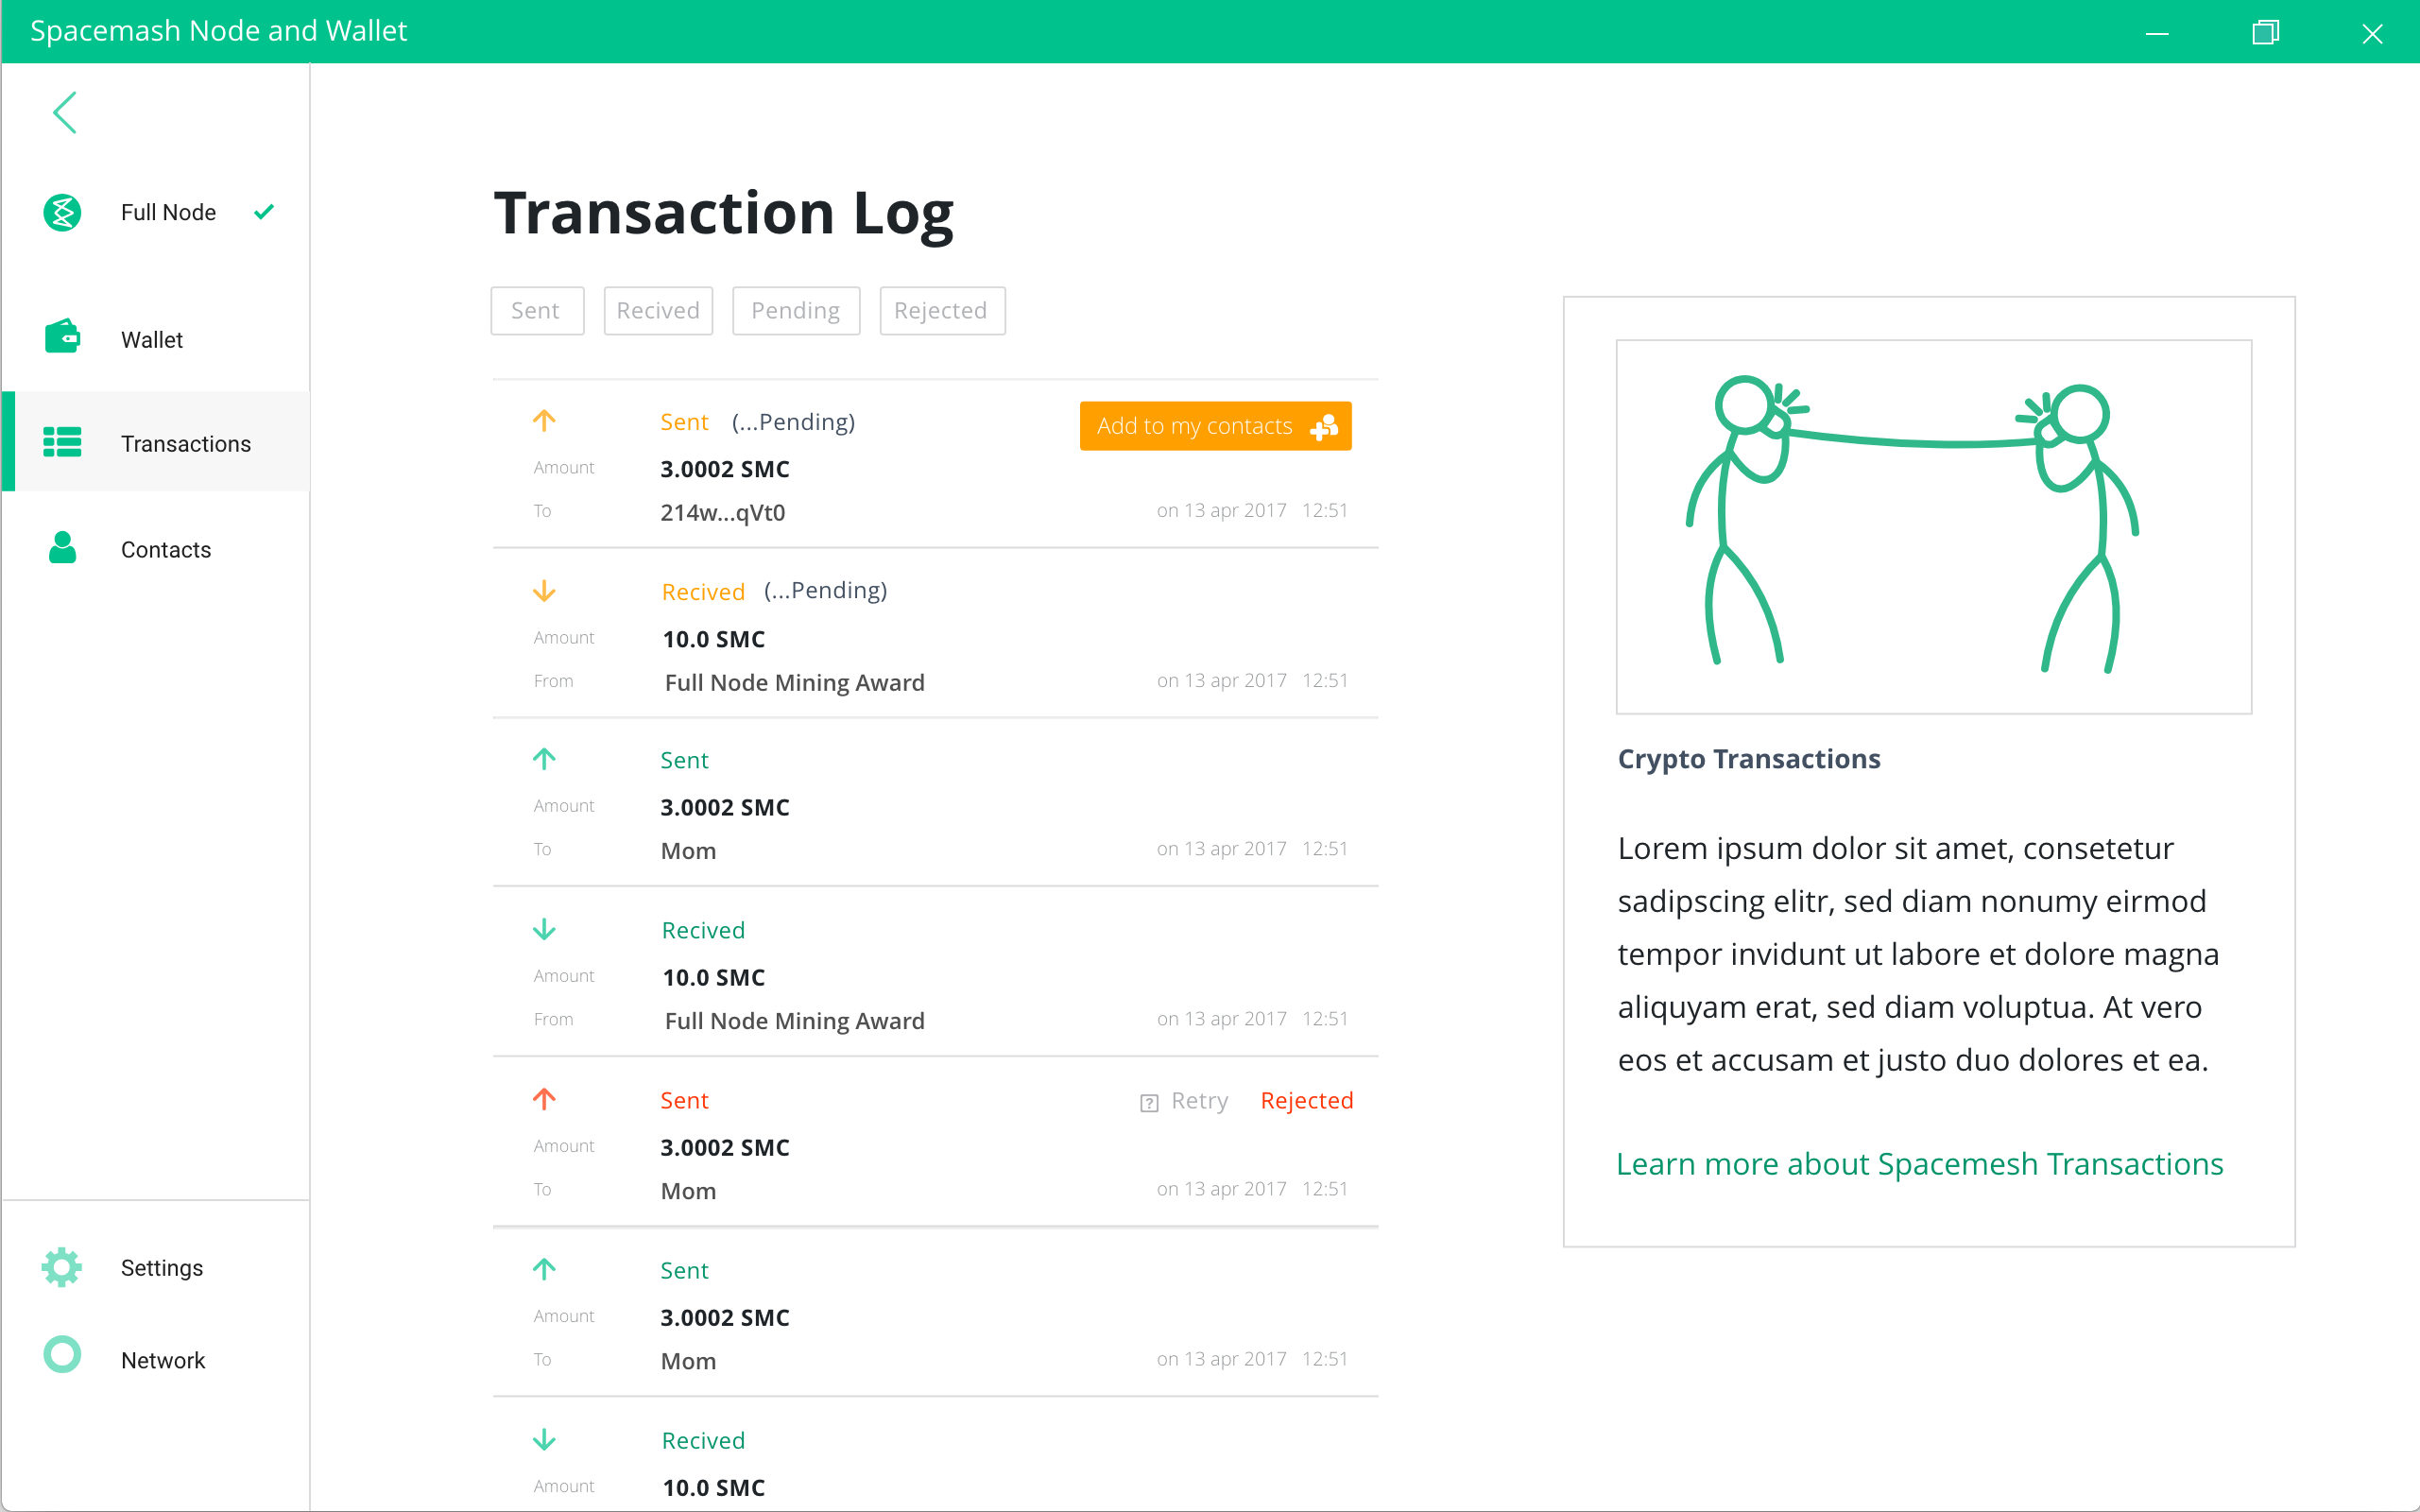 Spacemash Node and Wallet
Full Node
Wallet
Transactions
Contacts
Settings
Network
Transaction Log
Sent Recived Pending Rejected
Sent (...Pending) Add to my contacts
Amount 3.0002 SMC
To 214w...qVt0 on 13 apr 2017 12:51
Recived (...Pending)
Amount 10.0 SMC
From Full Node Mining Award on 13 apr 2017 12:51
Sent
Amount 3.0002 SMC
To Mom on 13 apr 2017 12:51
Recived
Amount 10.0 SMC
From Full Node Mining Award on 13 apr 2017 12:51
Sent ? Retry Rejected
Amount 3.0002 SMC
To Mom on 13 apr 2017 12:51
Sent
Amount 3.0002 SMC
To Mom on 13 apr 2017 12:51
Recived
Amount 10.0 SMC
Crypto Transactions
Lorem ipsum dolor sit amet, consetetur
sadipscing elitr, sed diam nonumy eirmod
tempor invidunt ut labore et dolore magna
aliquyam erat, sed diam voluptua. At vero
eos et accusam et justo duo dolores et ea.
Learn more about Spacemesh Transactions